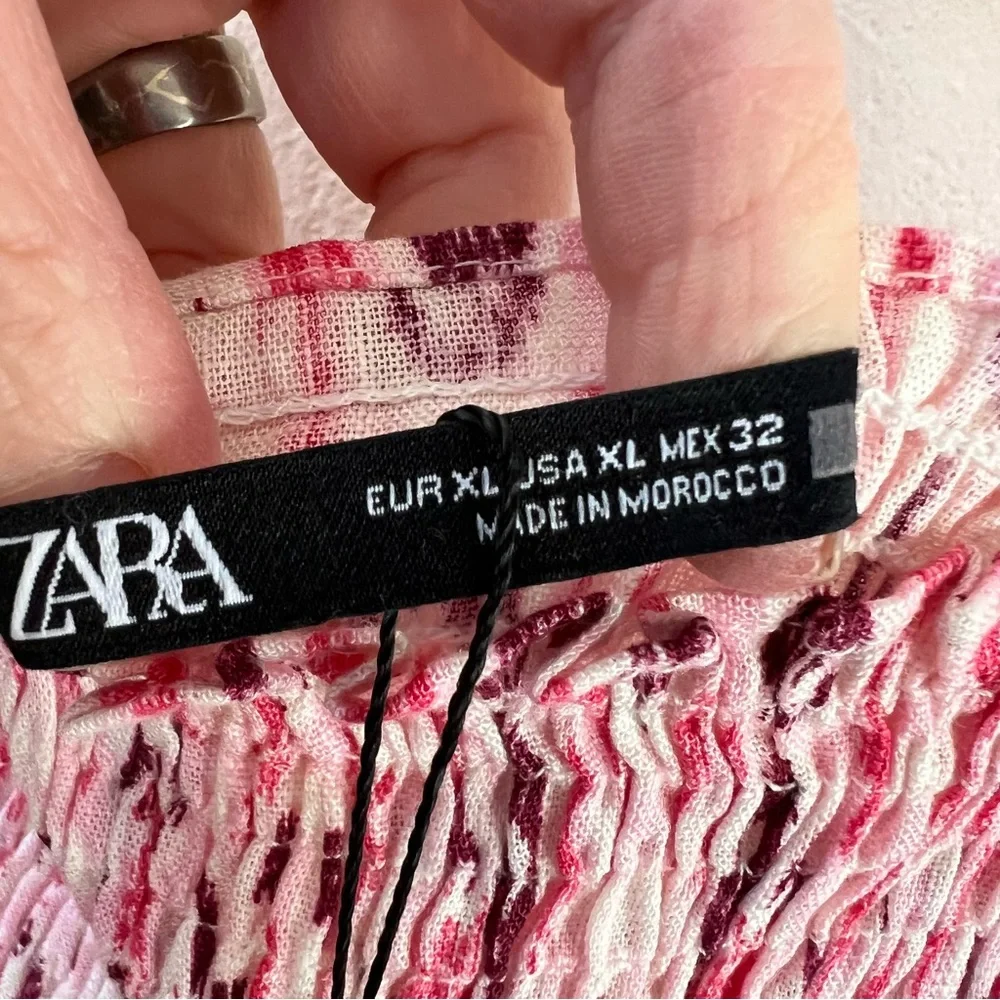 ZARA
EUR XL USA XL MEX 32
MADE IN MOROCCO